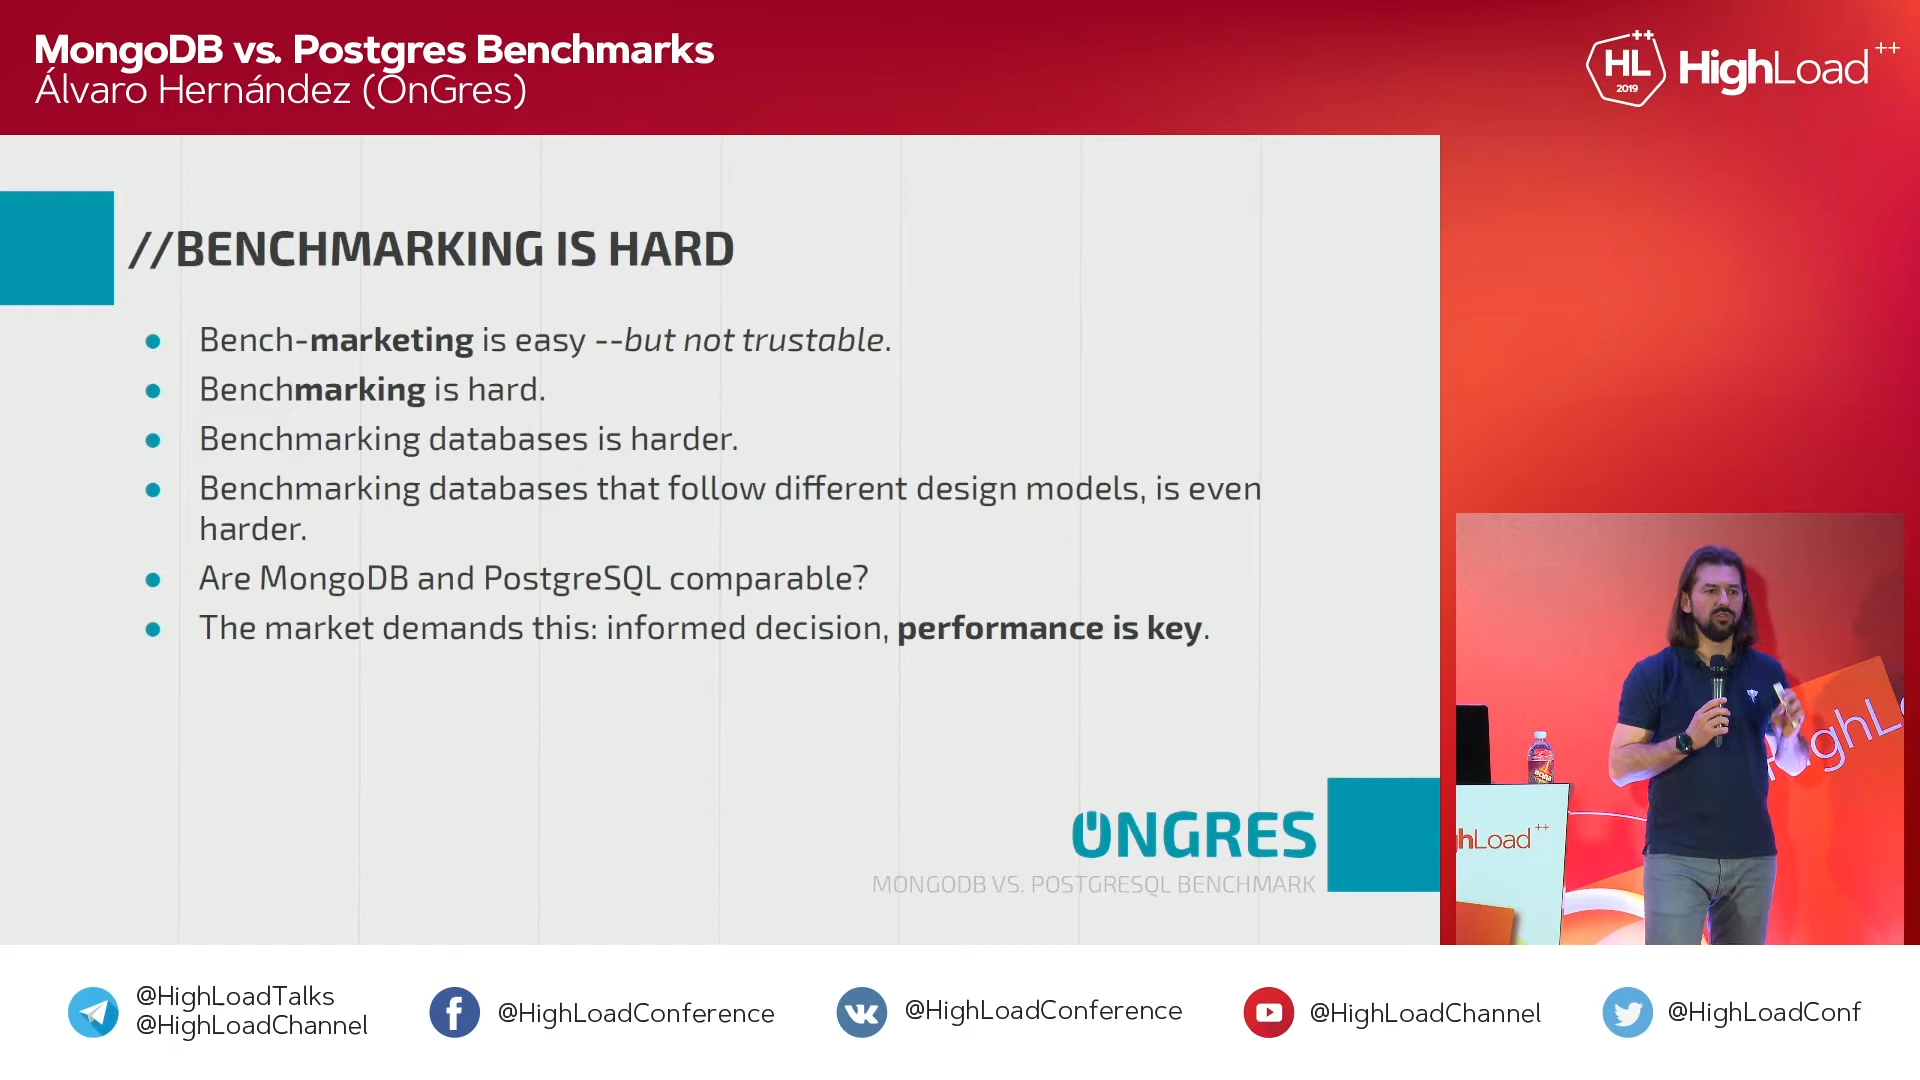 MongoDB vs. Postgres Benchmarks
Álvaro Hernández (OnGres)
HL
2019
HighLoad++
//BENCHMARKING IS HARD
Bench-marketing is easy --but not trustable.
Benchmarking is hard.
Benchmarking databases is harder.
Benchmarking databases that follow different design models, is even
harder.
Are MongoDB and PostgreSQL comparable?
The market demands this: informed decision, performance is key.
ONGRES
MONGODB VS. POSTGRESQL BENCHMARK
HighL
ghLoad++
@HighLoadTalks
@HighLoadChannel
@HighLoadConference
@HighLoadConference
@HighLoadChannel
@HighLoadConf